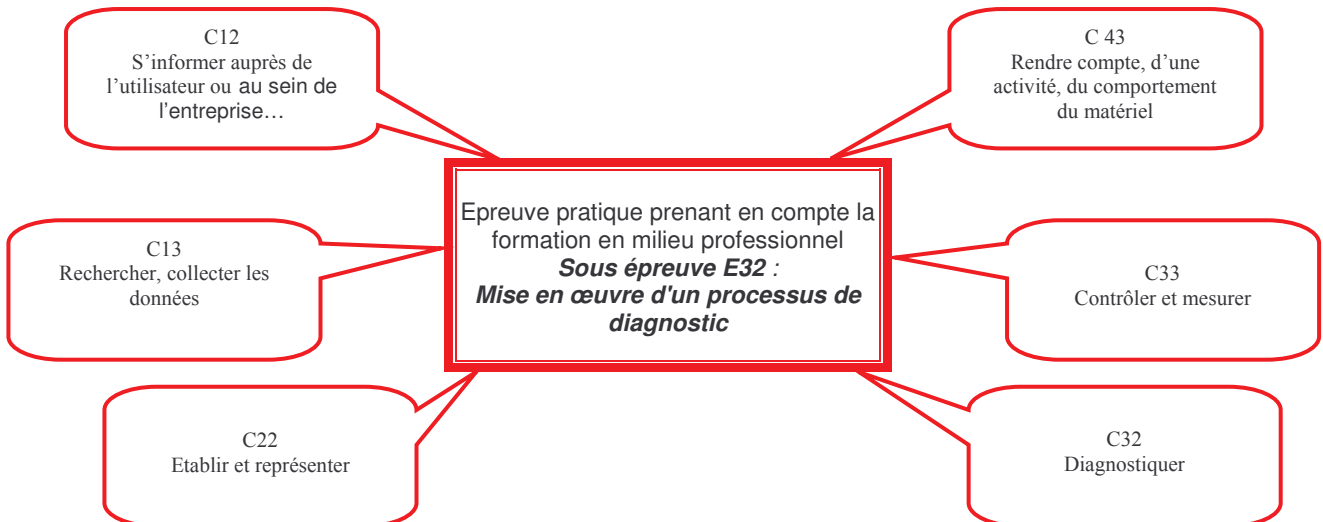 C12
S’informer auprès de
l’utilisateur ou au sein de
l’entreprise…
C 43
Rendre compte, d’une
activité, du comportement
du matériel
Epreuve pratique prenant en compte la
formation en milieu professionnel
Sous épreuve E32 :
Mise en œuvre d'un processus de
diagnostic
C13
Rechercher, collecter les
données
C33
Contrôler et mesurer
C22
Etablir et représenter
C32
Diagnostiquer